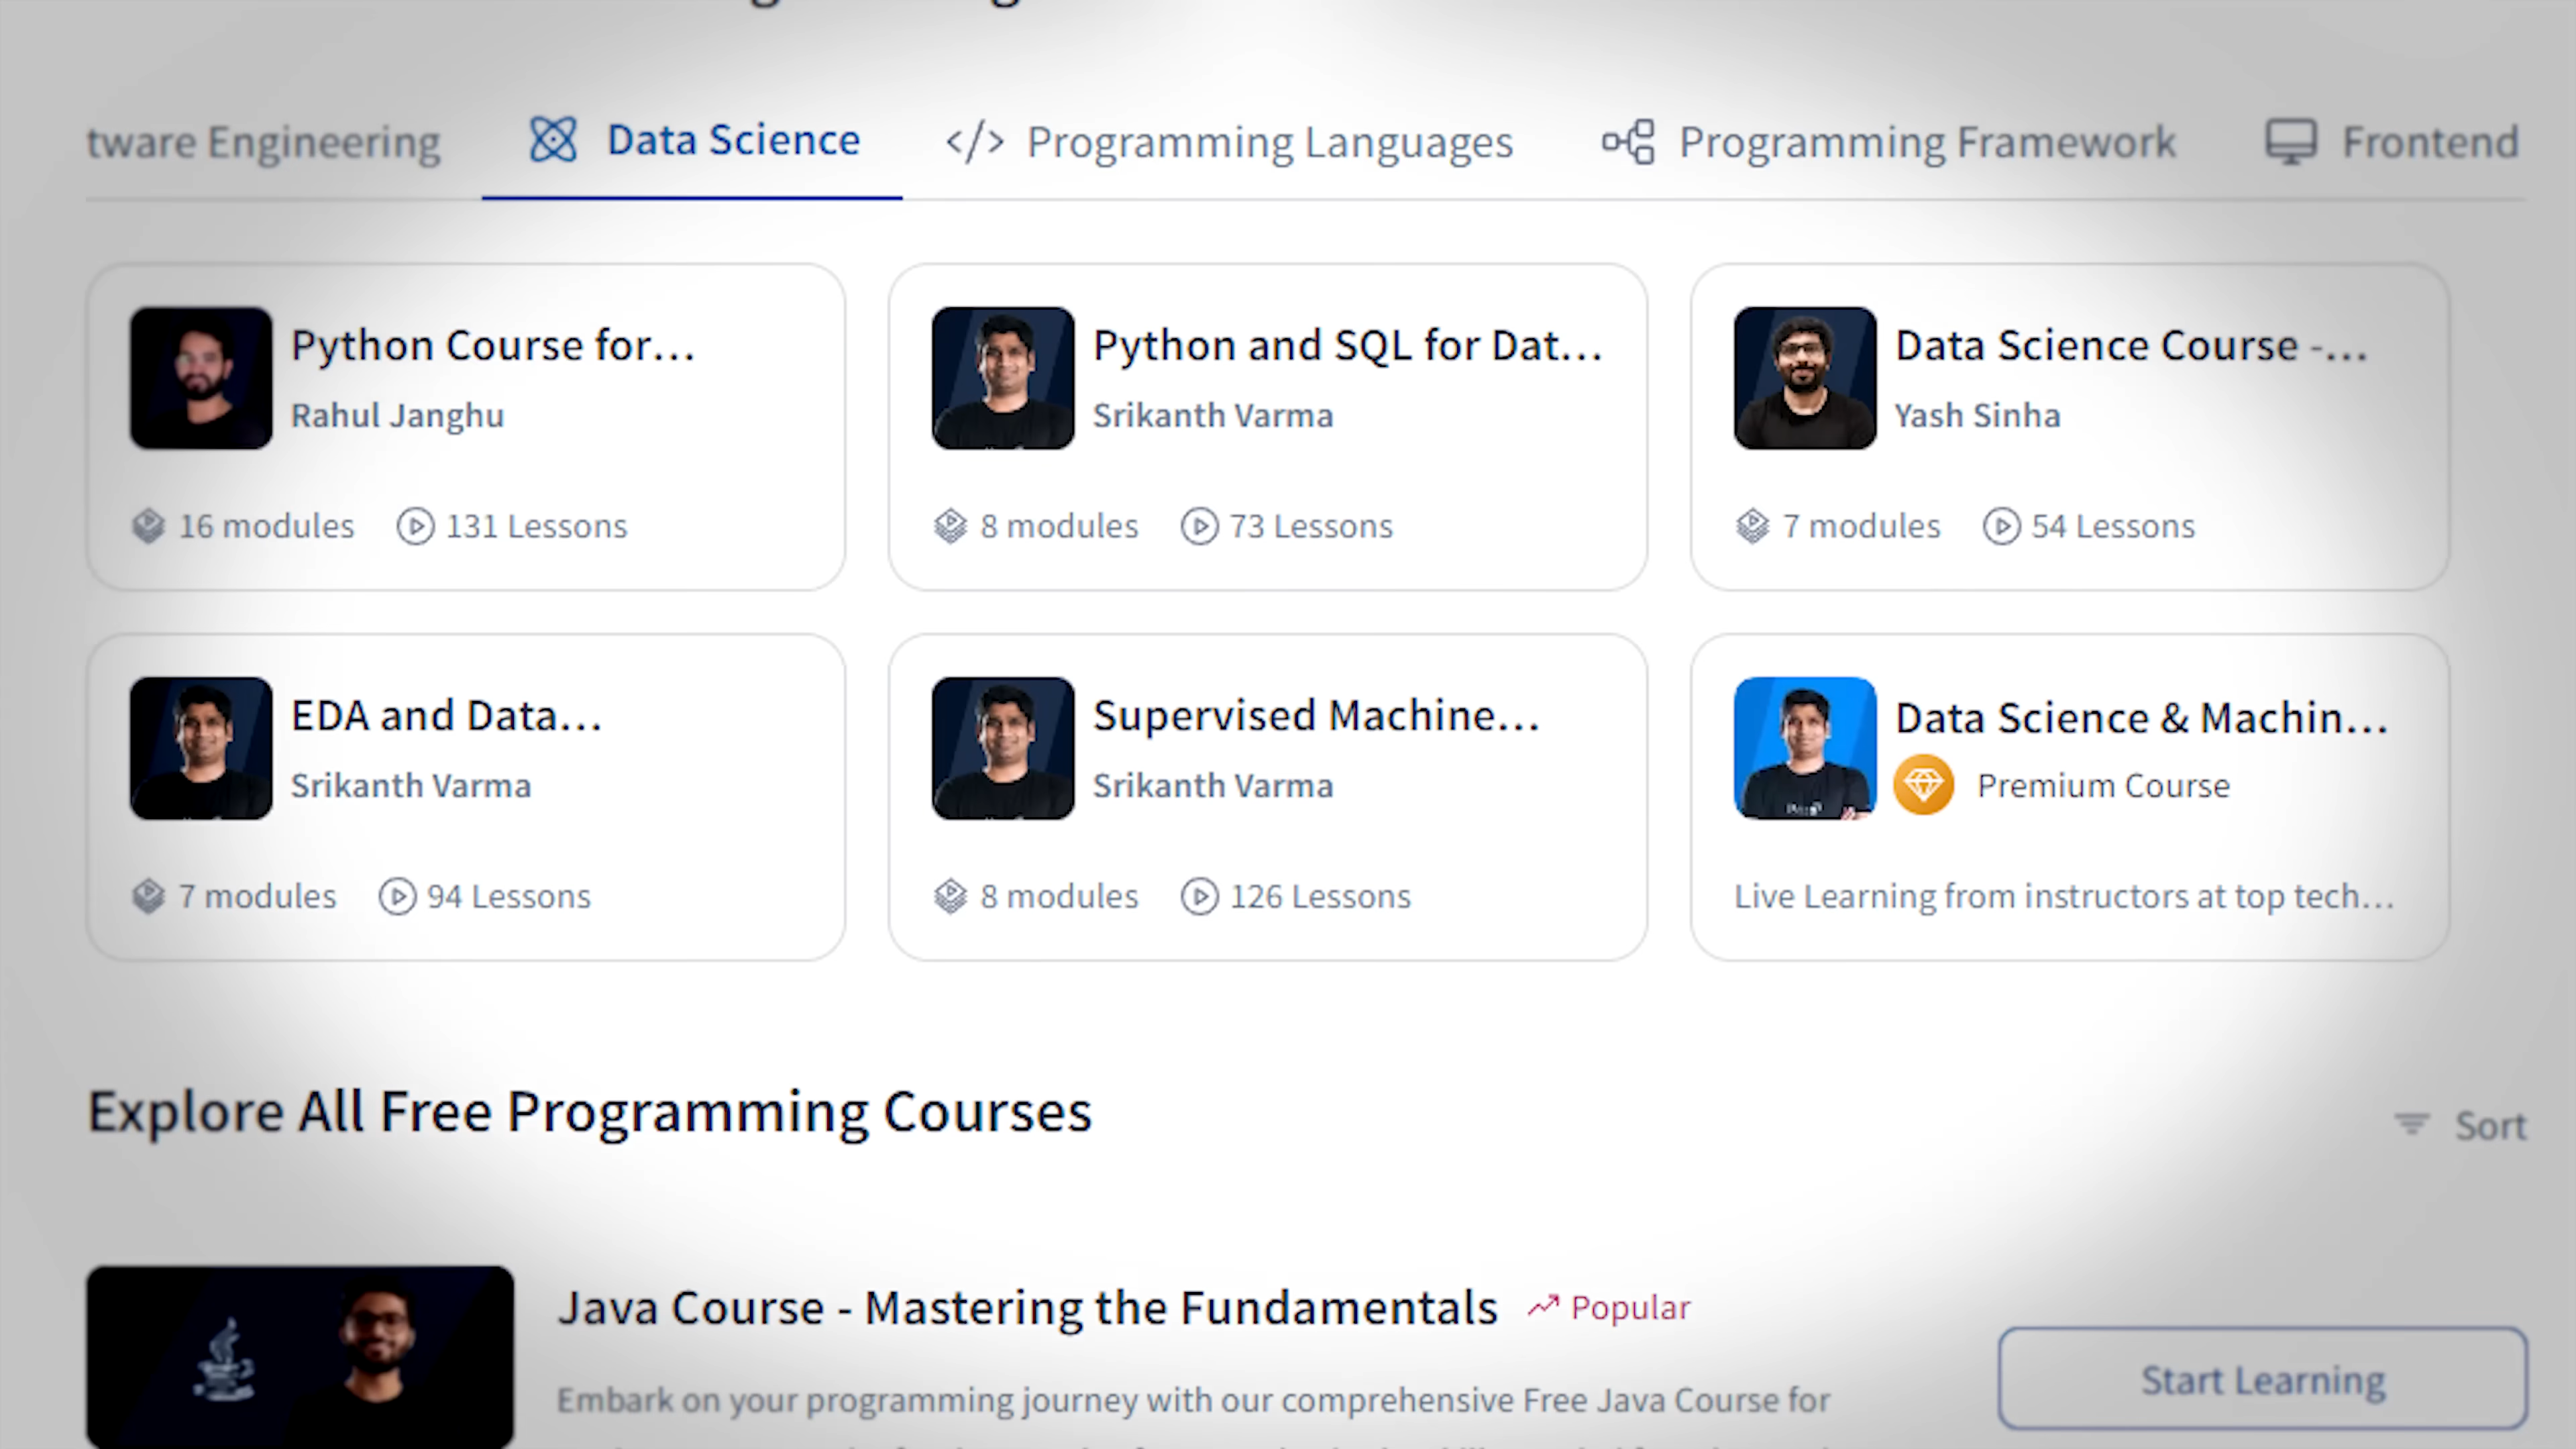 tware Engineering
Data Science
</> Programming Languages
Programming Framework
Frontend
Python Course for...
Rahul Janghu
16 modules
131 Lessons
Python and SQL for Dat...
Srikanth Varma
8 modules
73 Lessons
Data Science Course -...
Yash Sinha
7 modules
54 Lessons
EDA and Data...
Srikanth Varma
7 modules
94 Lessons
Supervised Machine...
Srikanth Varma
8 modules
126 Lessons
Data Science & Machin...
Premium Course
Live Learning from instructors at top tech...
Explore All Free Programming Courses
Sort
Java Course - Mastering the Fundamentals
Popular
Embark on your programming journey with our comprehensive Free Java Course for
Start Learning